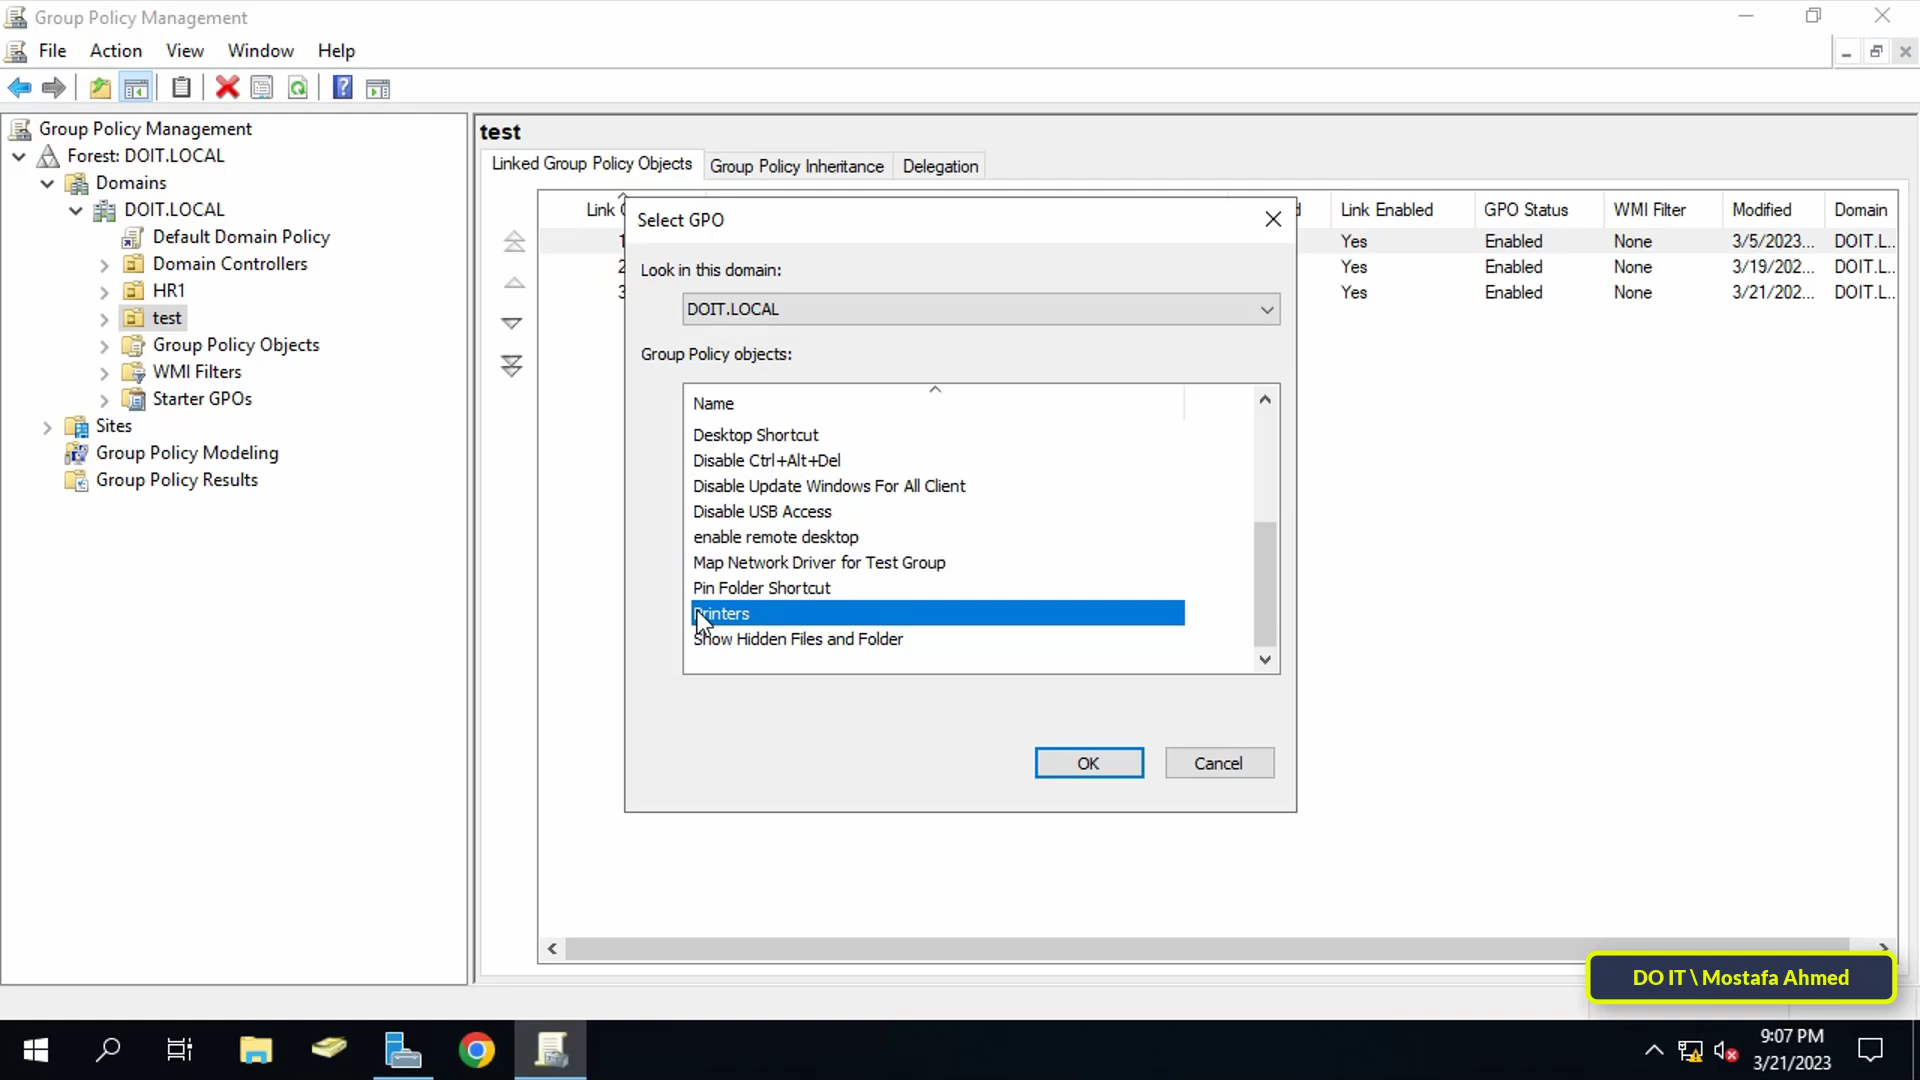 Group Policy Management
File Action View Window Help
Group Policy Management
Forest: DOIT.LOCAL
Domains
DOIT.LOCAL
Default Domain Policy
Domain Controllers
HR1
test
Group Policy Objects
WMI Filters
Starter GPOs
Sites
Group Policy Modeling
Group Policy Results
test
Linked Group Policy Objects Group Policy Inheritance Delegation
Link Link Enabled GPO Status WMI Filter Modified Domain
1 Yes Enabled None 3/5/2023... DOIT.L...
2 Yes Enabled None 3/19/202... DOIT.L...
3 Yes Enabled None 3/21/202... DOIT.L...
Select GPO
Look in this domain:
DOIT.LOCAL
Group Policy objects:
Name
Desktop Shortcut
Disable Ctrl+Alt+Del
Disable Update Windows For All Client
Disable USB Access
enable remote desktop
Map Network Driver for Test Group
Pin Folder Shortcut
Printers
Show Hidden Files and Folder
OK Cancel
DO IT \ Mostafa Ahmed
9:07 PM
3/21/2023